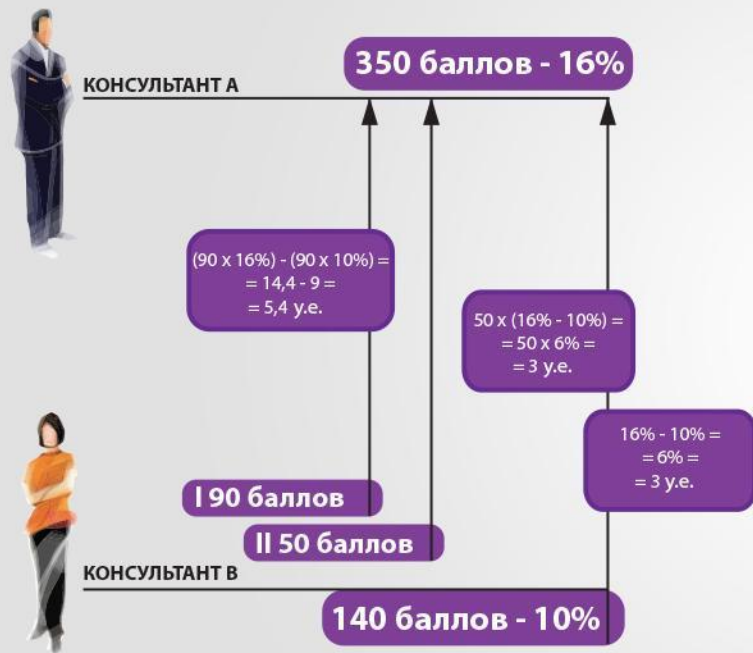 350 баллов - 16%
КОНСУЛЬТАНТ А
(90 x 16%) - (90 x 10%) =
= 14,4 - 9 =
= 5,4 у.е.
50 x (16% - 10%) =
= 50 x 6% =
= 3 у.е.
16% - 10% =
= 6% =
= 3 у.е.
I 90 баллов
II 50 баллов
КОНСУЛЬТАНТ В
140 баллов - 10%